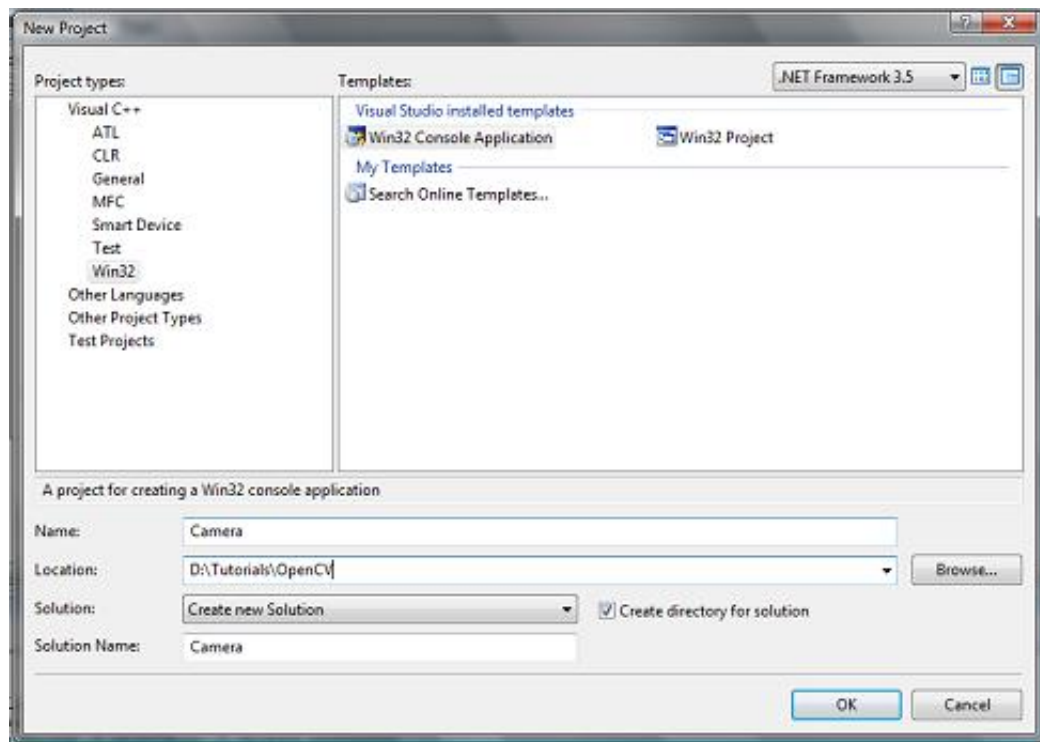 New Project
Project types:
Templates:
.NET Framework 3.5
Visual C++
ATL
CLR
General
MFC
Smart Device
Test
Win32
Other Languages
Other Project Types
Test Projects
Visual Studio installed templates
Win32 Console Application
Win32 Project
My Templates
Search Online Templates...
A project for creating a Win32 console application
Name:
Camera
Location:
D:\Tutorials\OpenCV
Browse...
Solution:
Create new Solution
Create directory for solution
Solution Name:
Camera
OK
Cancel